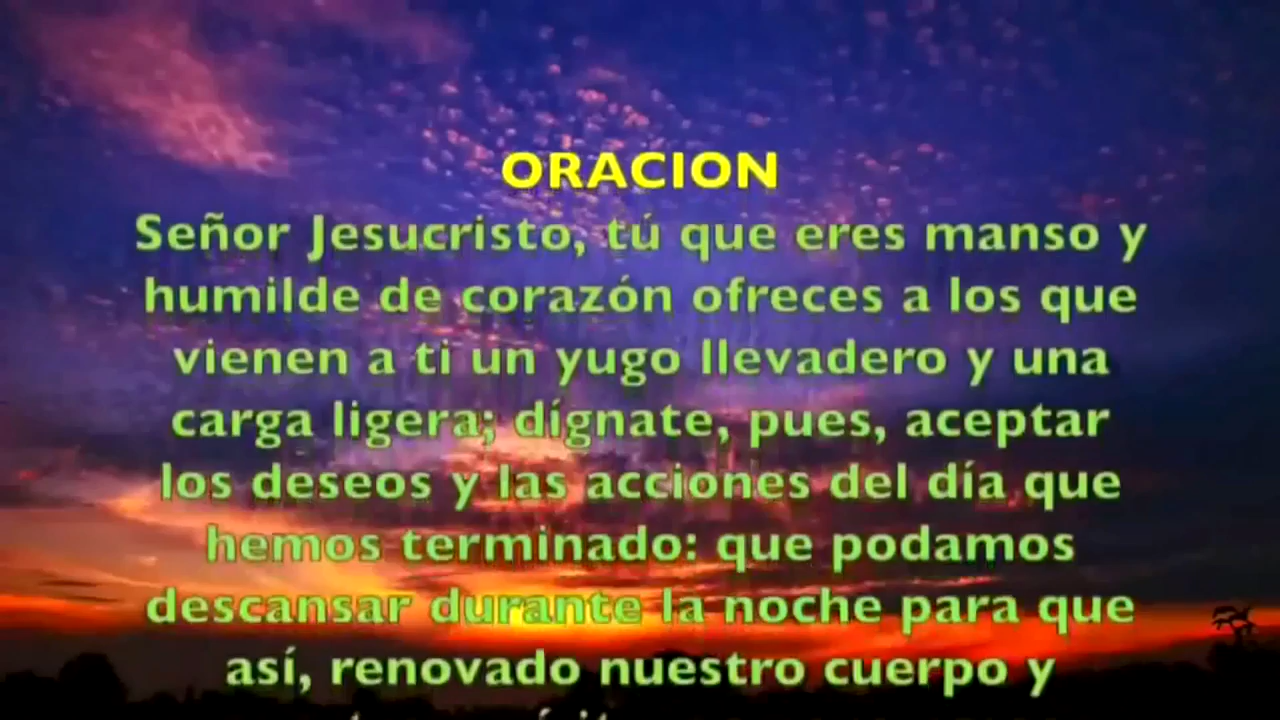 ORACION
Señor Jesucristo, tú que eres manso y
humilde de corazón ofreces a los que
vienen a ti un yugo llevadero y una
carga ligera; dígnate, pues, aceptar
los deseos y las acciones del día que
hemos terminado: que podamos
descansar durante la noche para que
así, renovado nuestro cuerpo y